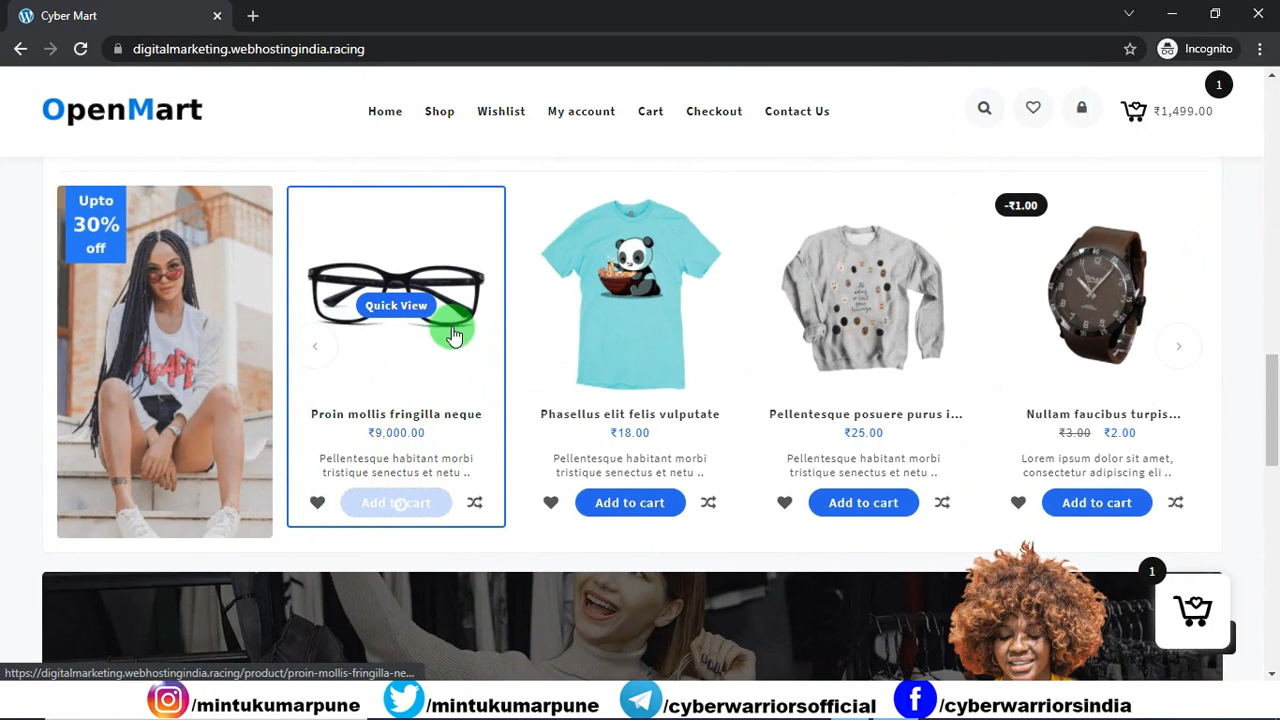 Cyber Mart
digitalmarketing.webhostingindia.racing
Incognito
OpenMart
Home Shop Wishlist My account Cart Checkout Contact Us
1
₹1,499.00
Upto
30%
off
Quick View
Proin mollis fringilla neque
₹9,000.00
Pellentesque habitant morbi
tristique senectus et netu ..
Add to cart
Phasellus elit felis vulputate
₹18.00
Pellentesque habitant morbi
tristique senectus et netu ..
Add to cart
Pellentesque posuere purus i...
₹25.00
Pellentesque habitant morbi
tristique senectus et netu ..
Add to cart
-₹1.00
Nullam faucibus turpis...
₹3.00 ₹2.00
Lorem ipsum dolor sit amet,
consectetur adipiscing eli ..
Add to cart
1
https://digitalmarketing.webhostingindia.racing/product/proin-mollis-fringilla-ne...
/mintukumarpune /mintukumarpune /cyberwarriorsofficial /cyberwarriorsindia